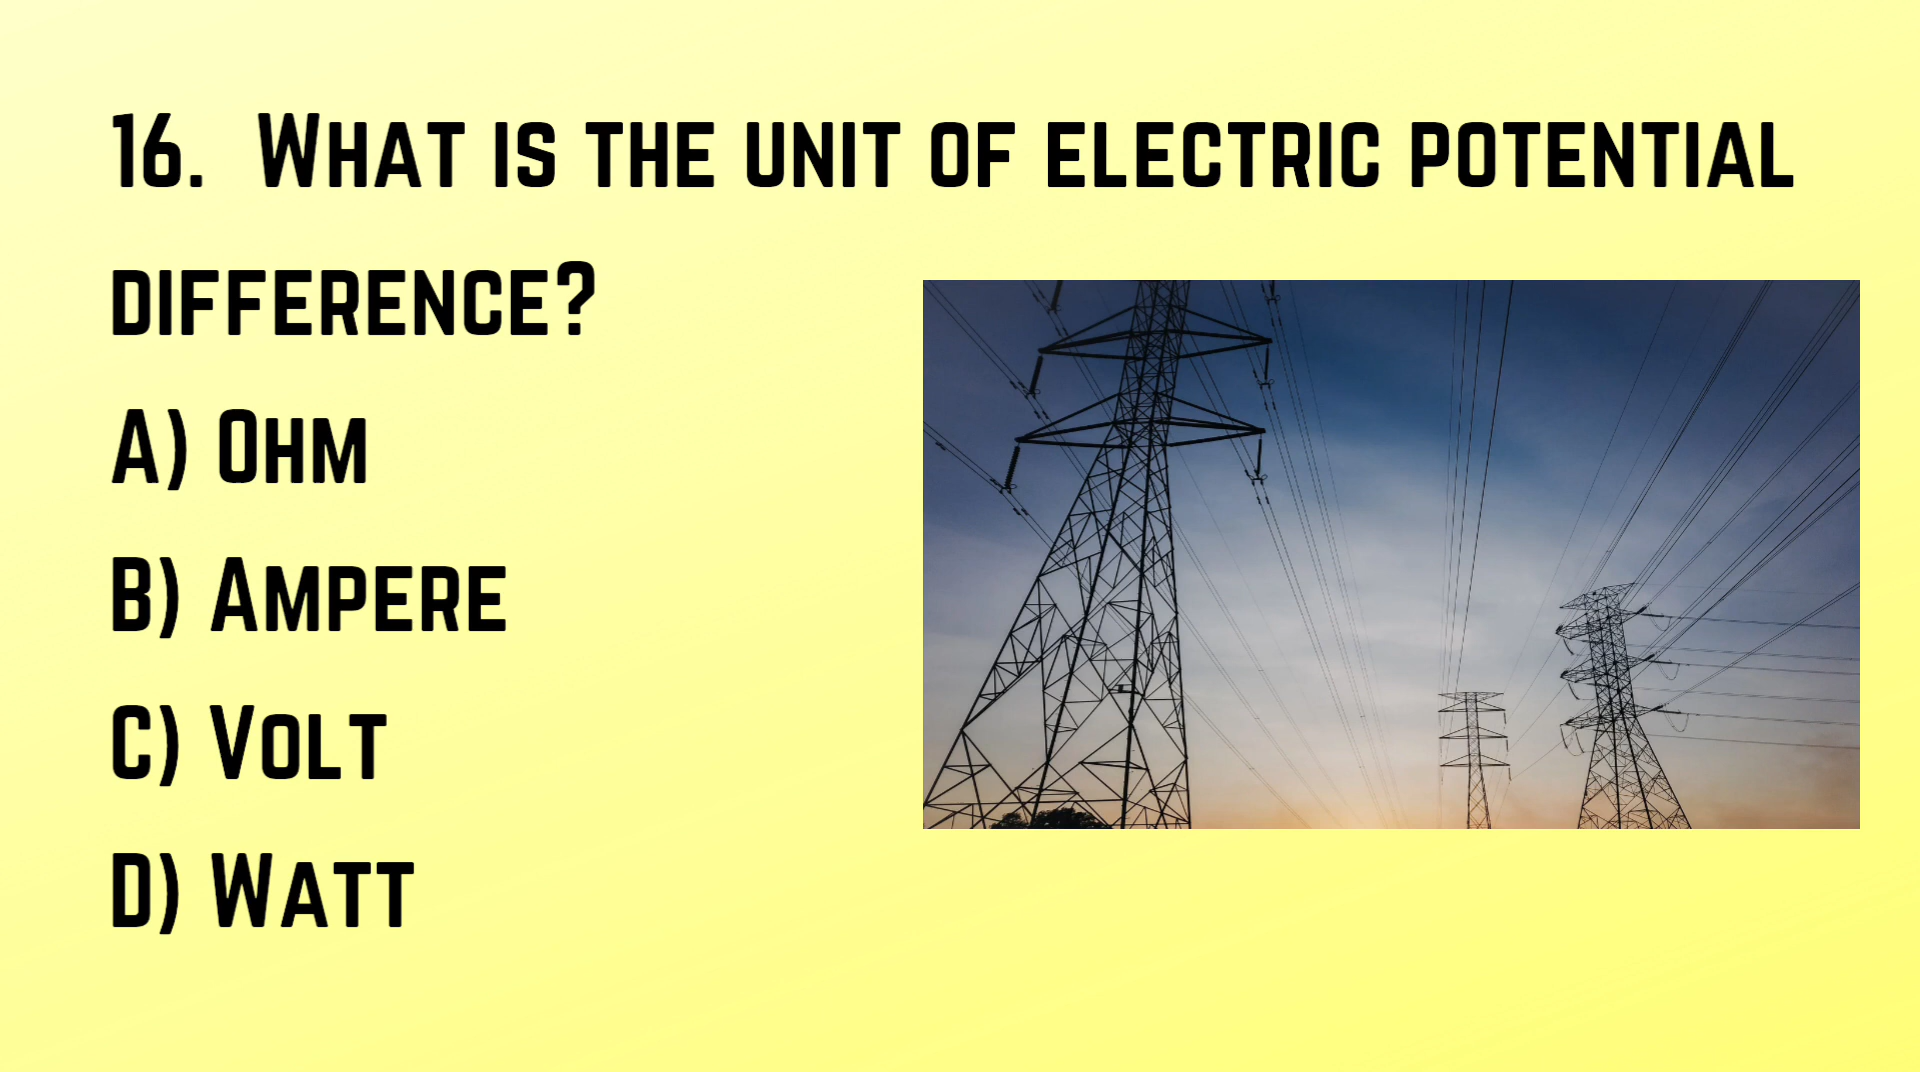 16. What is the unit of electric potential
difference?
A) Ohm
B) Ampere
C) Volt
D) Watt